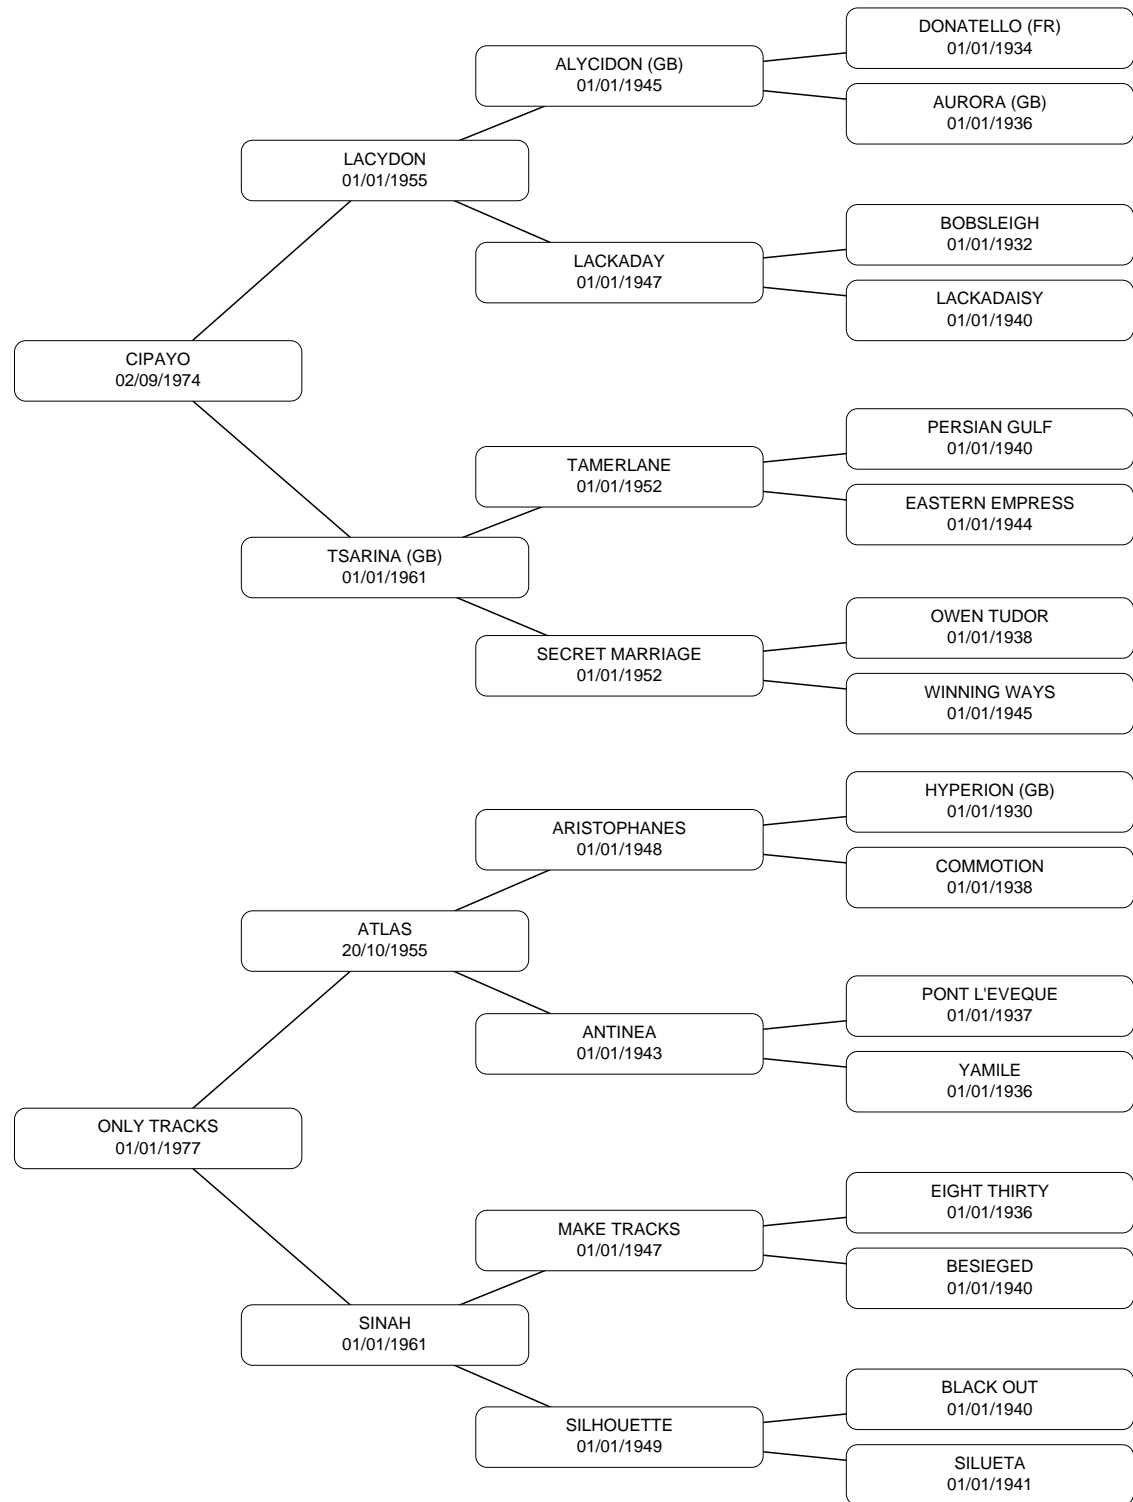 DONATELLO (FR)
01/01/1934
ALYCIDON (GB)
01/01/1945
AURORA (GB)
01/01/1936
LACYDON
01/01/1955
BOBSLEIGH
01/01/1932
LACKADAY
01/01/1947
LACKADAISY
01/01/1940
CIPAYO
02/09/1974
PERSIAN GULF
01/01/1940
TAMERLANE
01/01/1952
EASTERN EMPRESS
01/01/1944
TSARINA (GB)
01/01/1961
OWEN TUDOR
01/01/1938
SECRET MARRIAGE
01/01/1952
WINNING WAYS
01/01/1945
HYPERION (GB)
01/01/1930
ARISTOPHANES
01/01/1948
COMMOTION
01/01/1938
ATLAS
20/10/1955
PONT L'EVEQUE
01/01/1937
ANTINEA
01/01/1943
YAMILE
01/01/1936
ONLY TRACKS
01/01/1977
EIGHT THIRTY
01/01/1936
MAKE TRACKS
01/01/1947
BESIEGED
01/01/1940
SINAH
01/01/1961
BLACK OUT
01/01/1940
SILHOUETTE
01/01/1949
SILUETA
01/01/1941